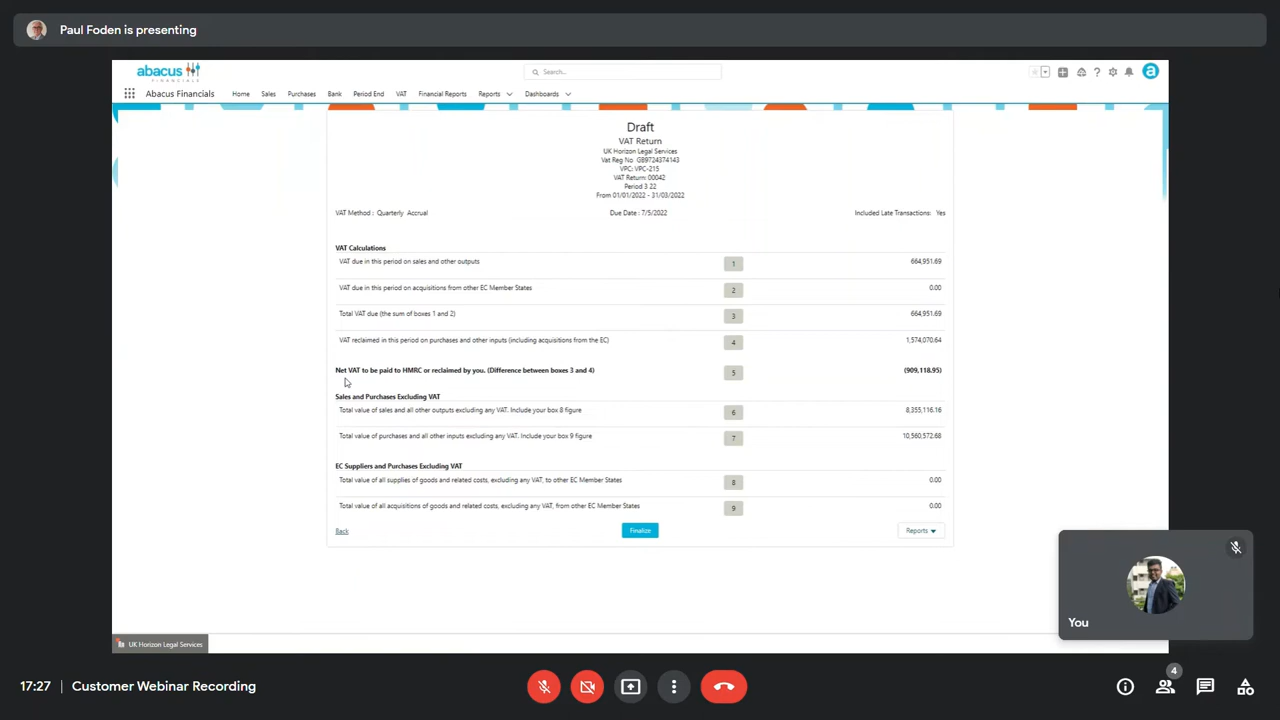 Paul Foden is presenting
abacus
FINANCIALS
Search...
Abacus Financials Home Sales Purchases Bank Period End VAT Financial Reports Reports Dashboards
Draft
VAT Return
UK Horizon Legal Services
Vat Reg No GB9724374143
VPC: VPC-215
VAT Return: 00042
Period 3 22
From 01/01/2022 - 31/03/2022
VAT Method : Quarterly Accrual Due Date : 7/5/2022 Included Late Transactions: Yes
VAT Calculations
VAT due in this period on sales and other outputs 1 664,951.69
VAT due in this period on acquisitions from other EC Member States 2 0.00
Total VAT due (the sum of boxes 1 and 2) 3 664,951.69
VAT reclaimed in this period on purchases and other inputs (including acquisitions from the EC) 4 1,574,070.64
Net VAT to be paid to HMRC or reclaimed by you. (Difference between boxes 3 and 4) 5 (909,118.95)
Sales and Purchases Excluding VAT
Total value of sales and all other outputs excluding any VAT. Include your box 8 figure 6 8,355,116.16
Total value of purchases and all other inputs excluding any VAT. Include your box 9 figure 7 10,560,572.68
EC Suppliers and Purchases Excluding VAT
Total value of all supplies of goods and related costs, excluding any VAT, to other EC Member States 8 0.00
Total value of all acquisitions of goods and related costs, excluding any VAT, from other EC Member States 9 0.00
Back Finalize Reports
You
UK Horizon Legal Services
17:27 | Customer Webinar Recording
4